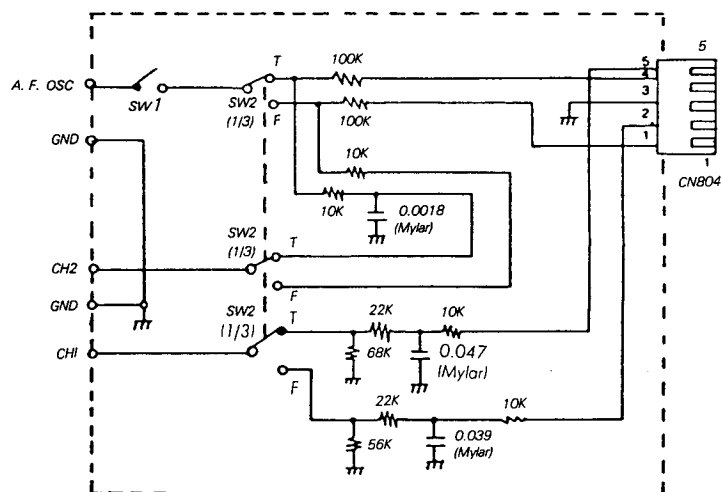 5
T
100K
A. F. OSC
5
4
SW1
SW2
(1/3)
3
F
100K
2
GND
10K
1
1
CN804
10K
0.0018
(Mylar)
SW2
(1/3)
T
CH2
F
GND
SW2
(1/3)
T
22K
10K
CH1
68K
0.047
(Mylar)
F
22K
10K
56K
0.039
(Mylar)